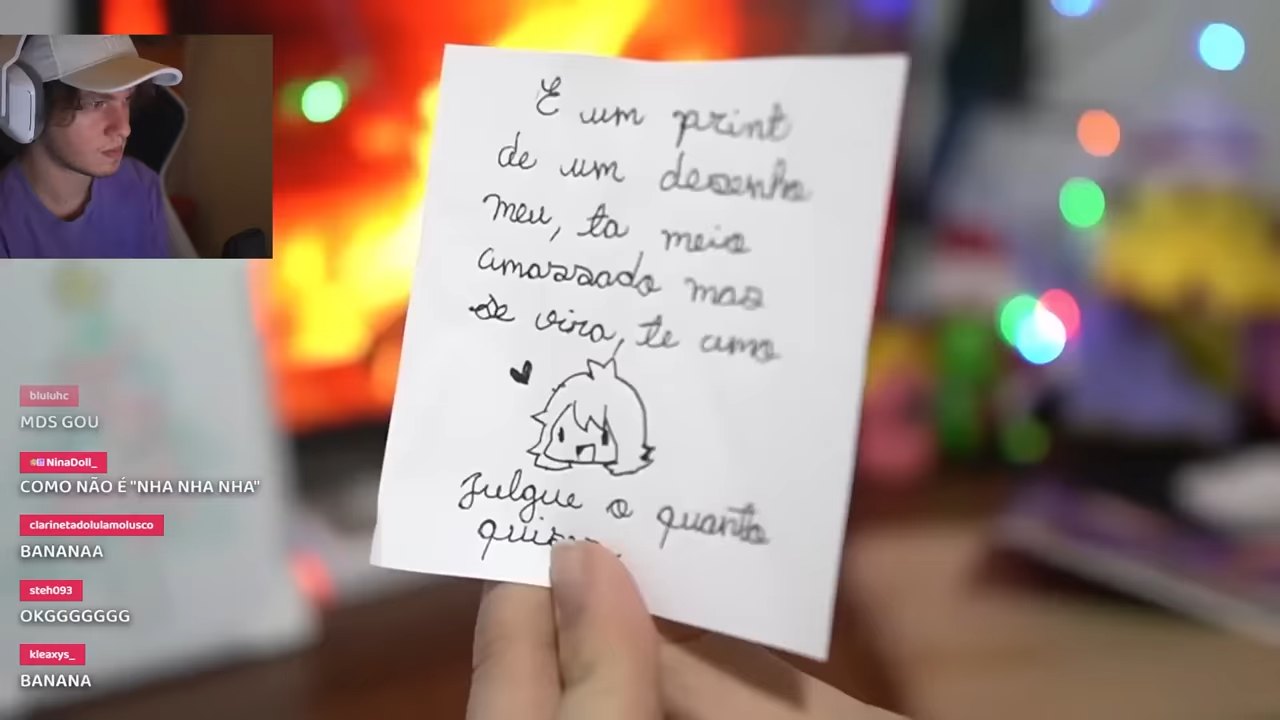 E um print
de um desenho
meu, ta meio
amassado mas
se vira, te amo
Julgue o quanto
bluluhc
MDS GOU
NinaDoll_
COMO NÃO É "NHA NHA NHA"
clarinetadolulamolusco
BANANAA
steh093
OKGGGGGGG
kleaxys_
BANANA